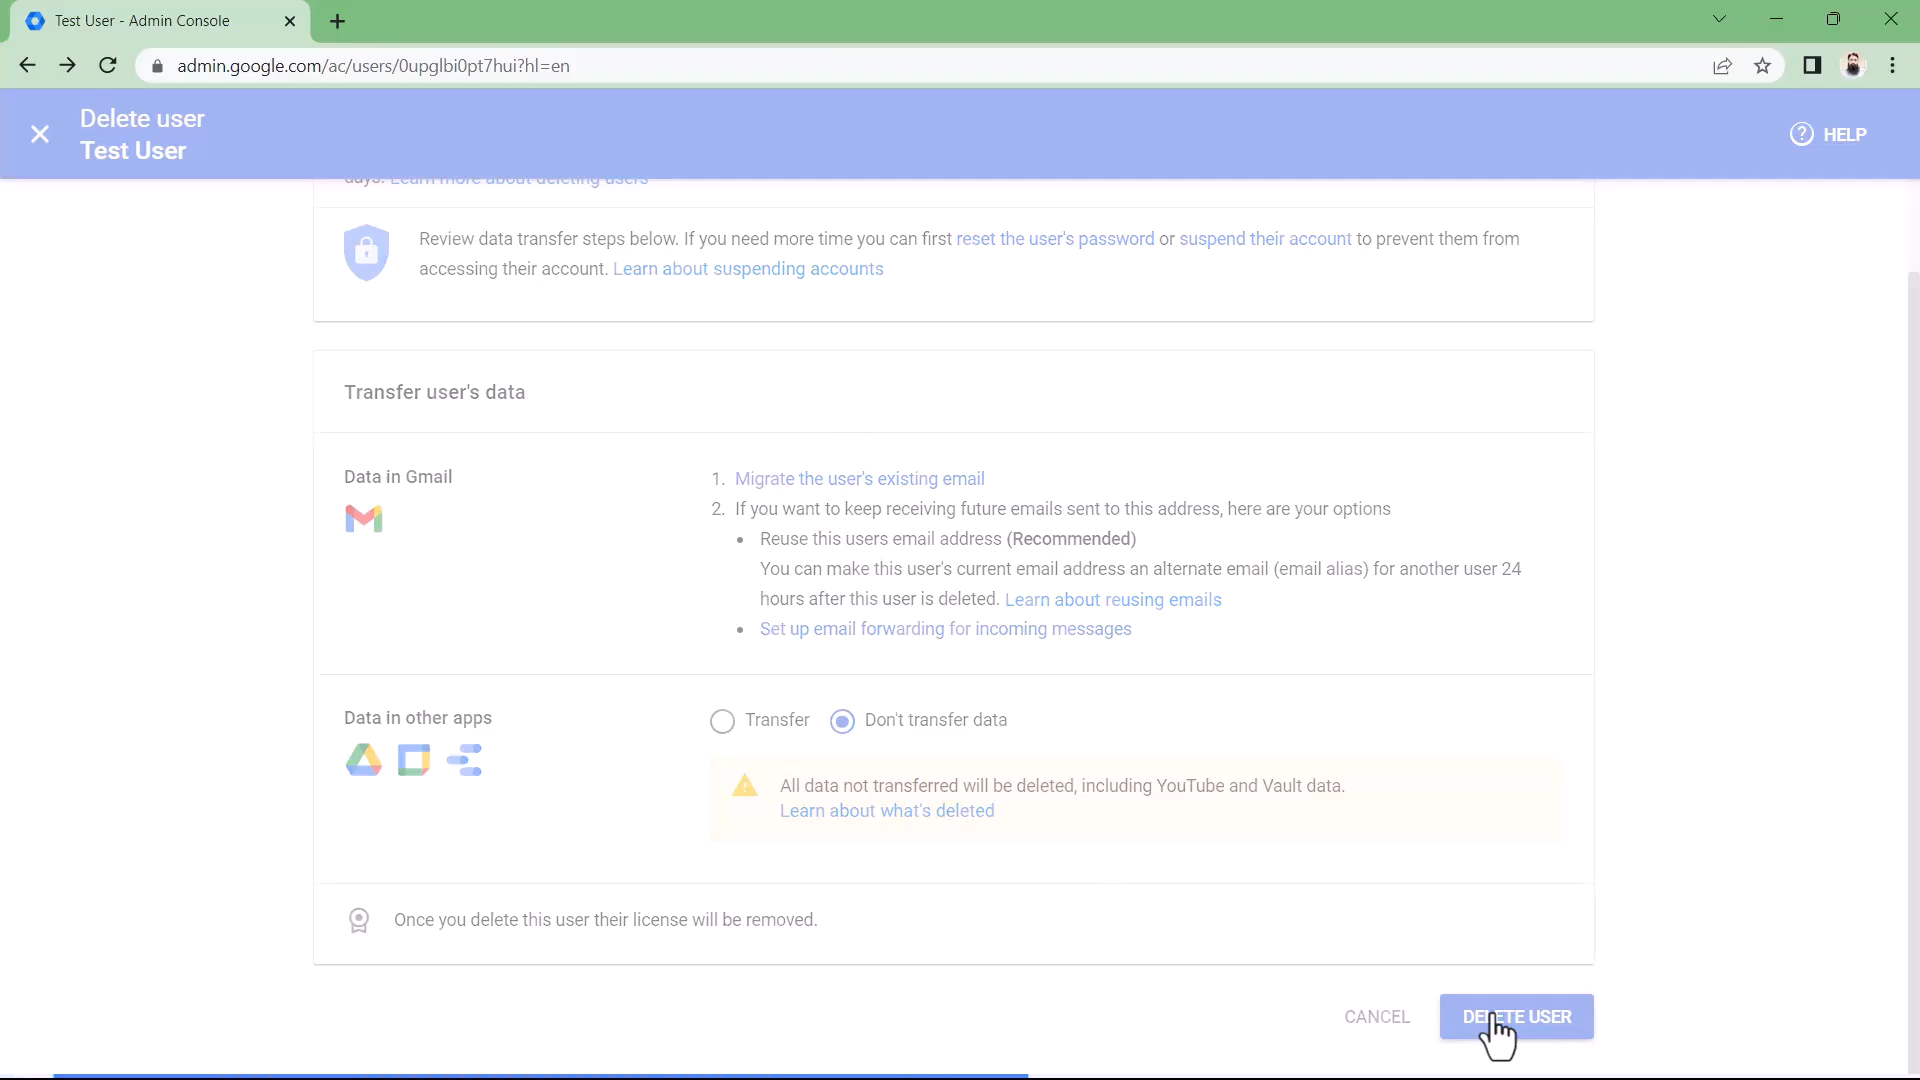 Test User - Admin Console
admin.google.com/ac/users/0upglbi0pt7hui?hl=en
Delete user
Test User
HELP
days. Learn more about deleting users
Review data transfer steps below. If you need more time you can first reset the user's password or suspend their account to prevent them from
accessing their account. Learn about suspending accounts
Transfer user's data
Data in Gmail
1. Migrate the user's existing email
2. If you want to keep receiving future emails sent to this address, here are your options
• Reuse this users email address (Recommended)
You can make this user's current email address an alternate email (email alias) for another user 24
hours after this user is deleted. Learn about reusing emails
• Set up email forwarding for incoming messages
Data in other apps
Transfer Don't transfer data
All data not transferred will be deleted, including YouTube and Vault data.
Learn about what's deleted
Once you delete this user their license will be removed.
CANCEL DELETE USER